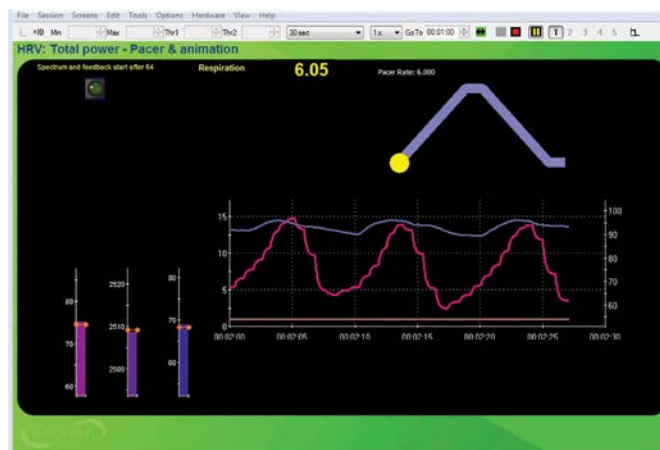 File Session Screens Edit Tools Options Hardware View Help
Min Max Thr1 Thr2 30 sec 1 x GoTo 00:01:00 1 2 3 4 5
HRV: Total power - Pacer & animation
Spectrum and feedback start after 64
Respiration
6.05
Pacer Rate: 6.000
15
10
5
0
100
90
80
70
60
00:02:00 00:02:05 00:02:10 00:02:15 00:02:20 00:02:25 00:02:30
80
70
60
2520
2510
2500
80
70
60